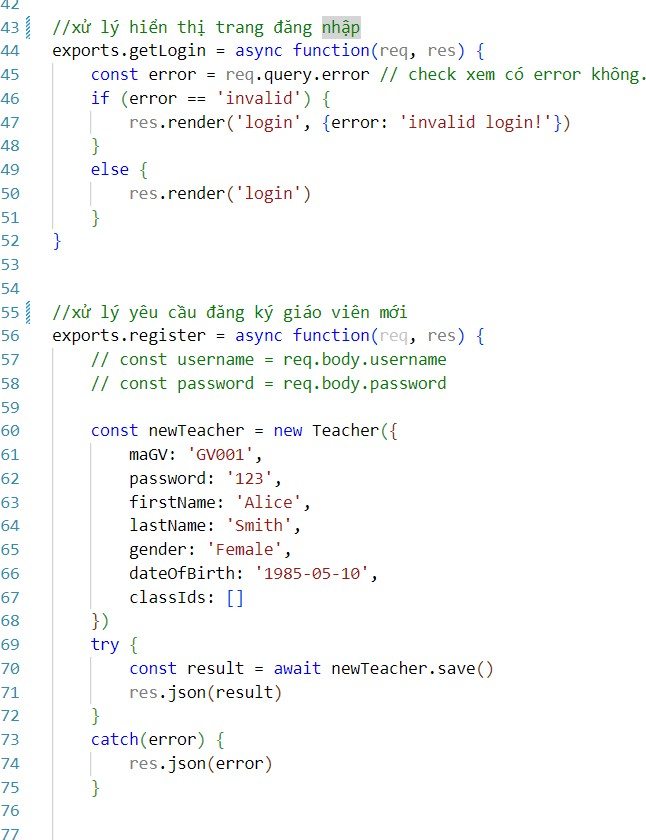 42
43 //xử lý hiển thị trang đăng nhập
44 exports.getLogin = async function(req, res) {
45 const error = req.query.error // check xem có error không.
46 if (error == 'invalid') {
47 res.render('login', {error: 'invalid login!'})
48 }
49 else {
50 res.render('login')
51 }
52 }
53
54
55 //xử lý yêu cầu đăng ký giáo viên mới
56 exports.register = async function(req, res) {
57 // const username = req.body.username
58 // const password = req.body.password
59
60 const newTeacher = new Teacher({
61 maGV: 'GV001',
62 password: '123',
63 firstName: 'Alice',
64 lastName: 'Smith',
65 gender: 'Female',
66 dateOfBirth: '1985-05-10',
67 classIds: []
68 })
69 try {
70 const result = await newTeacher.save()
71 res.json(result)
72 }
73 catch(error) {
74 res.json(error)
75 }
76
77